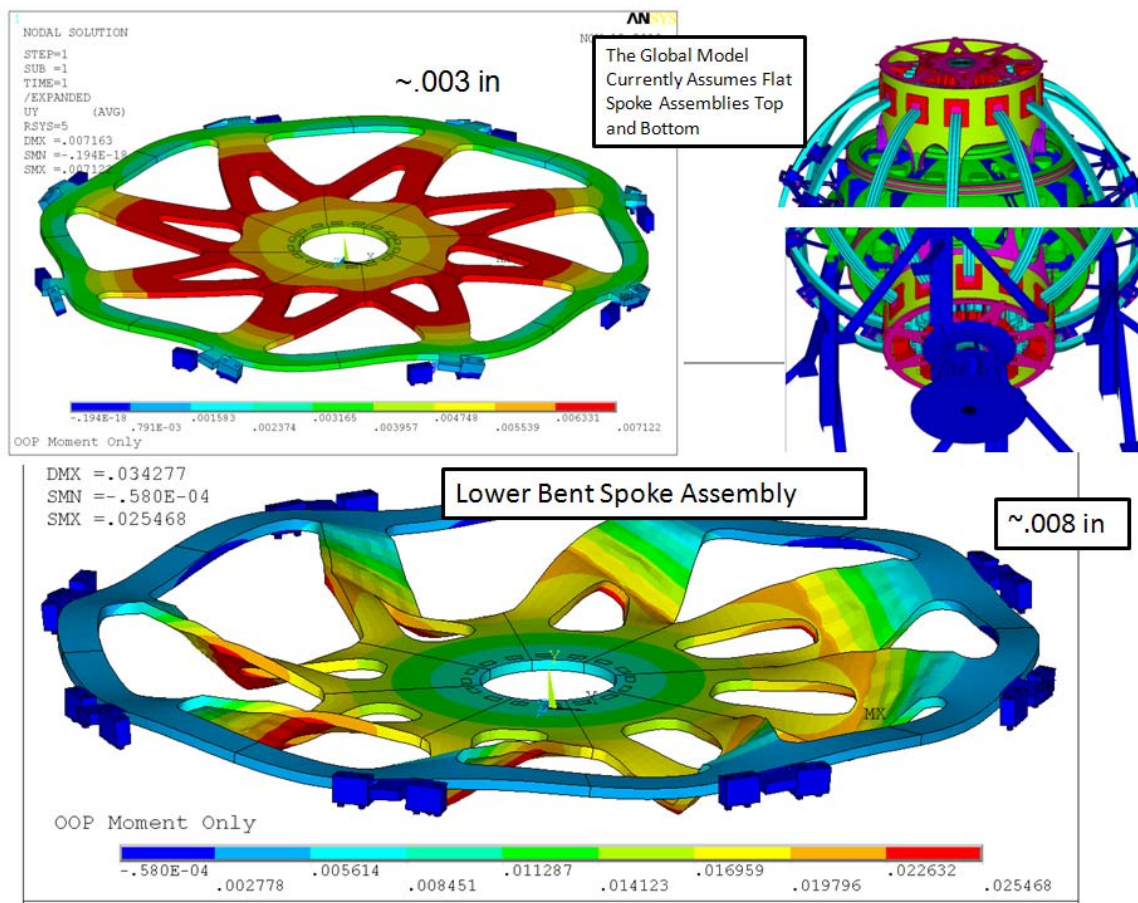 1
ANSYS
NODAL SOLUTION
STEP=1
SUB =1
TIME=1
/EXPANDED
UY (AVG)
RSYS=5
DMX =.007163
SMN =-.194E-18
~.003 in
The Global Model
Currently Assumes Flat
Spoke Assemblies Top
and Bottom
X
-.194E-18
.001583
.003165
.004748
.006331
.791E-03
.002374
.003957
.005539
.007122
OOP Moment Only
DMX =.034277
SMN =-.580E-04
SMX =.025468
Lower Bent Spoke Assembly
~.008 in
Y
MX
OOP Moment Only
-.580E-04
.005614
.011287
.016959
.022632
.002778
.008451
.014123
.019796
.025468